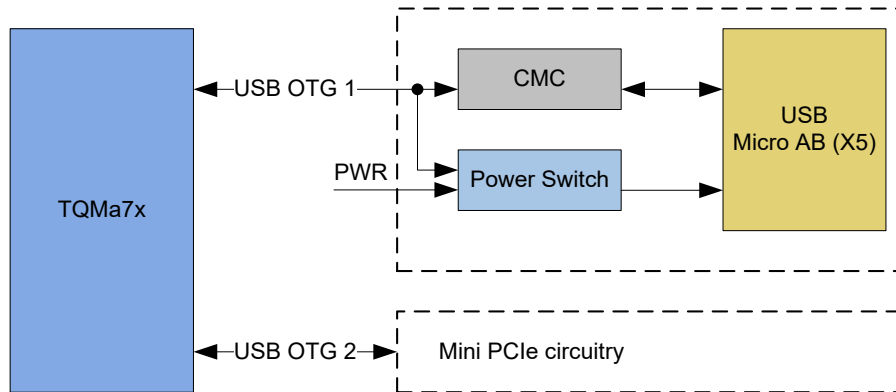 TQMa7x
USB OTG 1
CMC
USB
Micro AB (X5)
PWR
Power Switch
USB OTG 2
Mini PCIe circuitry